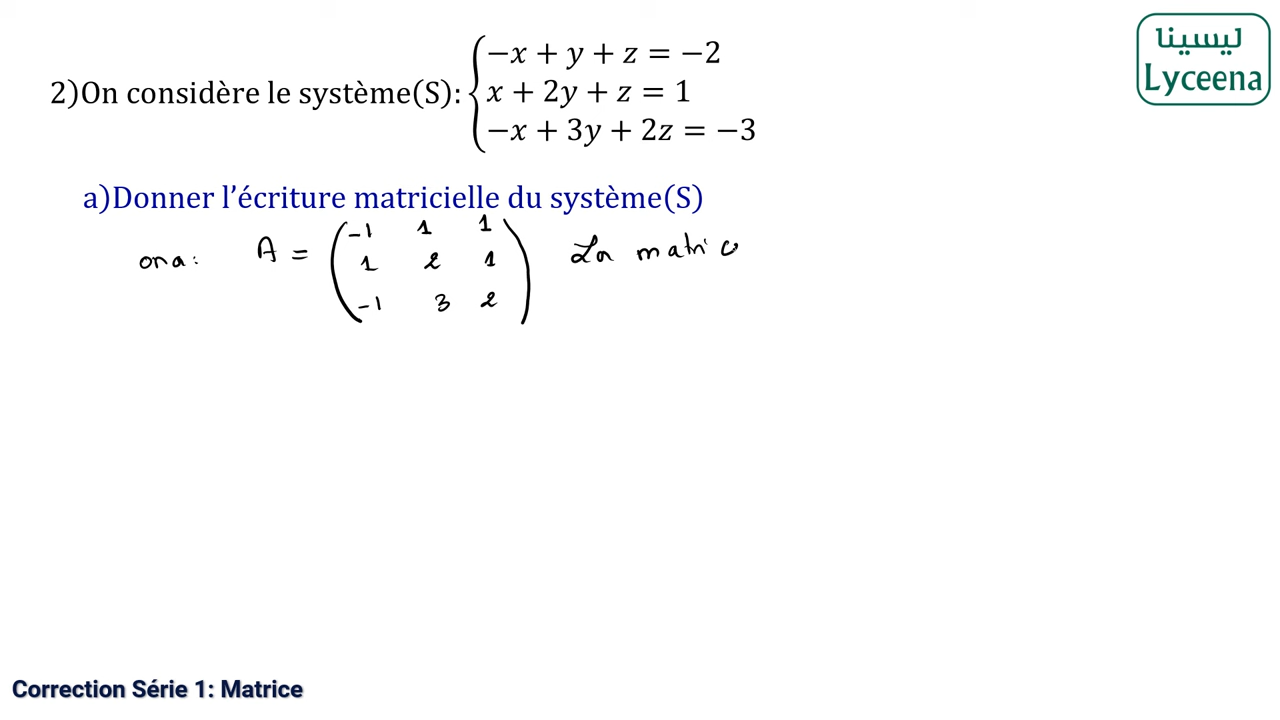 ليسينا
Lyceena
2)On considère le système(S): { −x + y + z = −2
x + 2y + z = 1
−x + 3y + 2z = −3
a)Donner l’écriture matricielle du système(S)
on a: A = ( -1 1 1
1 2 1
-1 3 2 ) La matric
Correction Série 1: Matrice